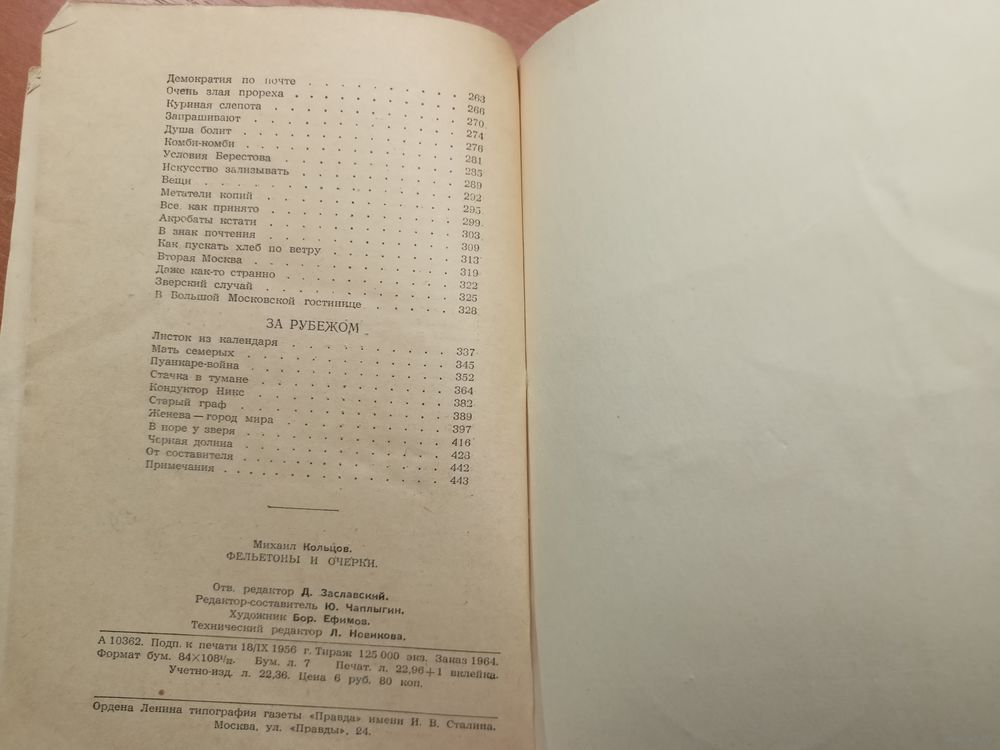 Демократия по почте . . . . . . . . . . 263
Очень злая прореха . . . . . . . . . . 266
Куриная слепота . . . . . . . . . . 270
Запрашивают . . . . . . . . . . 274
Душа болит . . . . . . . . . . 276
Комби-комби . . . . . . . . . . 281
Условия Берестова . . . . . . . . . . 285
Искусство зализывать . . . . . . . . . . 289
Вещи . . . . . . . . . . 292
Метатели копий . . . . . . . . . . 295
Все, как принято . . . . . . . . . . 299
Акробаты кстати . . . . . . . . . . 303
В знак почтения . . . . . . . . . . 309
Как пускать хлеб по ветру . . . . . . . . . . 313
Вторая Москва . . . . . . . . . . 319
Даже как-то странно . . . . . . . . . . 322
Зверский случай . . . . . . . . . . 325
В Большой Московской гостинице . . . . . . . 328
ЗА РУБЕЖОМ
Листок из календаря . . . . . . . . . . 337
Мать семерых . . . . . . . . . . 345
Пуанкаре-война . . . . . . . . . . 352
Стачка в тумане . . . . . . . . . . 364
Кондуктор Никс . . . . . . . . . . 382
Старый граф . . . . . . . . . . 389
Женева — город мира . . . . . . . . . . 397
В норе у зверя . . . . . . . . . . 416
Черная долина . . . . . . . . . . 428
От составителя . . . . . . . . . . 442
Примечания . . . . . . . . . . 443
Михаил Кольцов.
ФЕЛЬЕТОНЫ И ОЧЕРКИ.
Отв. редактор Д. Заславский.
Редактор-составитель Ю. Чаплыгин.
Художник Бор. Ефимов.
Технический редактор Л. Новикова.
А 10362. Подп. к печати 18/IX 1956 г. Тираж 125 000 экз. Заказ 1964.
Формат бум. 84×108¹/₃₂. Бум. л. 7 Печат. л. 22,96+1 вклейка.
Учетно-изд. л. 22,36. Цена 6 руб. 80 коп.
Ордена Ленина типография газеты «Правда» имени И. В. Сталина.
Москва, ул. «Правды», 24.